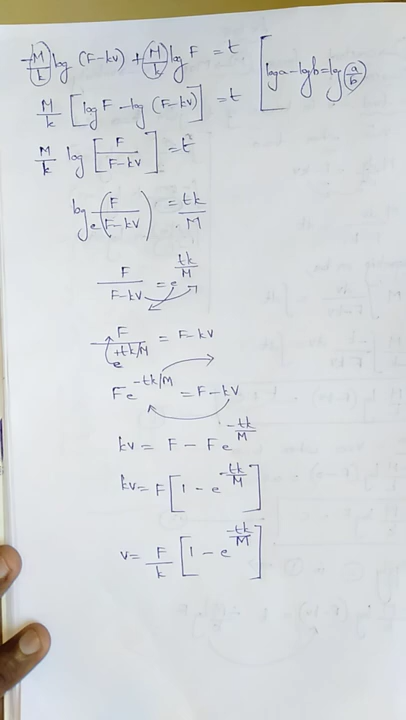 -M/k log (F-kv) + M/k log F = t [log a - log b = log (a/b)
M/k [log F - log (F-kv)] = t
M/k log [F/(F-kv)] = t
log_e (F/(F-kv)) = tk/M
F/(F-kv) = e^(tk/M)
F/e^(+tk/M) = F-kv
Fe^(-tk/M) = F-kv
kv = F - Fe^(-tk/M)
kv = F [1 - e^(-tk/M)]
v = F/k [1 - e^(-tk/M)]